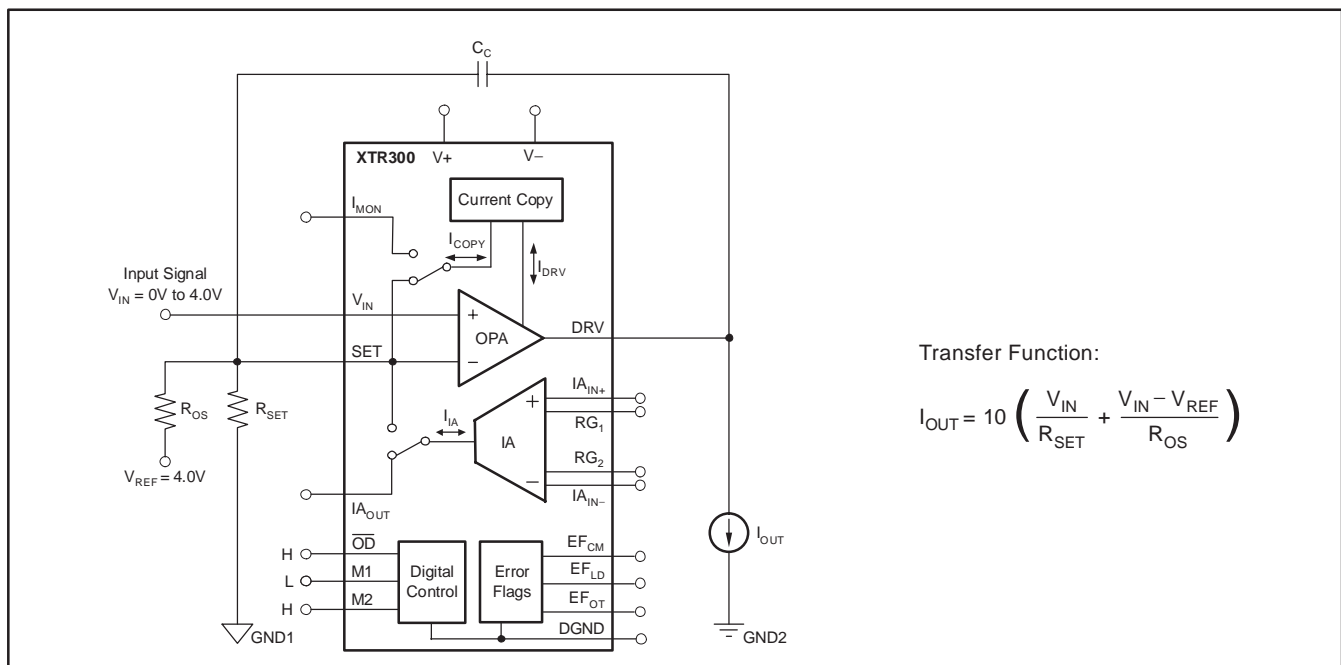 C_C
XTR300
V+
V−
Current Copy
I_MON
I_COPY
I_DRV
Input Signal
V_IN = 0V to 4.0V
V_IN
+
OPA
−
DRV
SET
R_OS
R_SET
V_REF = 4.0V
I_IA
+
IA
−
IA_IN+
RG_1
RG_2
IA_IN−
IA_OUT
H
O̅D̅
L
M1
H
M2
Digital
Control
Error
Flags
EF_CM
EF_LD
EF_OT
DGND
GND1
I_OUT
GND2
Transfer Function:
I_OUT = 10 ( V_IN / R_SET + V_IN − V_REF / R_OS )